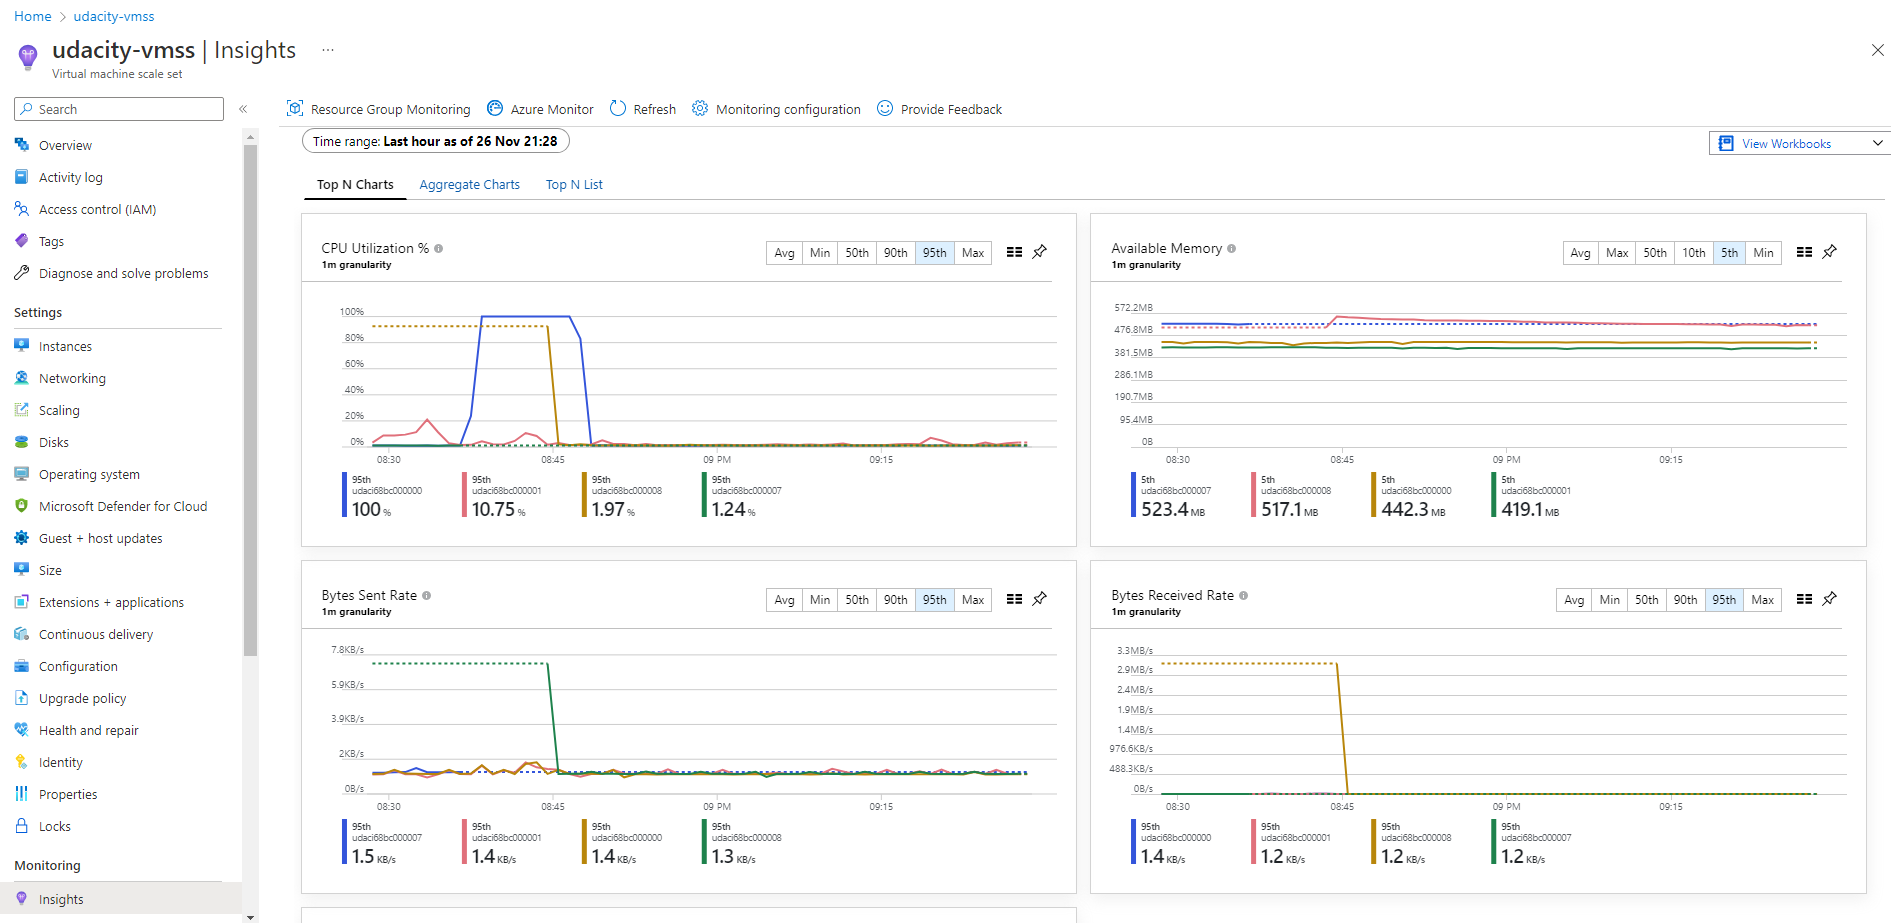 Home > udacity-vmss
udacity-vmss | Insights ...
Virtual machine scale set
Search
«
Overview
Activity log
Access control (IAM)
Tags
Diagnose and solve problems
Settings
Instances
Networking
Scaling
Disks
Operating system
Microsoft Defender for Cloud
Guest + host updates
Size
Extensions + applications
Continuous delivery
Configuration
Upgrade policy
Health and repair
Identity
Properties
Locks
Monitoring
Insights
Resource Group Monitoring Azure Monitor Refresh Monitoring configuration Provide Feedback
Time range: Last hour as of 26 Nov 21:28
View Workbooks
Top N Charts Aggregate Charts Top N List
CPU Utilization %
1m granularity
Avg Min 50th 90th 95th Max
100%
80%
60%
40%
20%
0%
08:30 08:45 09 PM 09:15
95th 95th 95th 95th
udaci68bc000000 udaci68bc000001 udaci68bc000008 udaci68bc000007
100 % 10.75 % 1.97 % 1.24 %
Available Memory
1m granularity
Avg Max 50th 10th 5th Min
572.2MB
476.8MB
381.5MB
286.1MB
190.7MB
95.4MB
0B
08:30 08:45 09 PM 09:15
5th 5th 5th 5th
udaci68bc000007 udaci68bc000008 udaci68bc000000 udaci68bc000001
523.4 MB 517.1 MB 442.3 MB 419.1 MB
Bytes Sent Rate
1m granularity
Avg Min 50th 90th 95th Max
7.8KB/s
5.9KB/s
3.9KB/s
2KB/s
0B/s
08:30 08:45 09 PM 09:15
95th 95th 95th 95th
udaci68bc000007 udaci68bc000001 udaci68bc000000 udaci68bc000008
1.5 KB/s 1.4 KB/s 1.4 KB/s 1.3 KB/s
Bytes Received Rate
1m granularity
Avg Min 50th 90th 95th Max
3.3MB/s
2.9MB/s
2.4MB/s
1.9MB/s
1.4MB/s
976.6KB/s
488.3KB/s
0B/s
08:30 08:45 09 PM 09:15
95th 95th 95th 95th
udaci68bc000000 udaci68bc000001 udaci68bc000008 udaci68bc000007
1.4 KB/s 1.2 KB/s 1.2 KB/s 1.2 KB/s